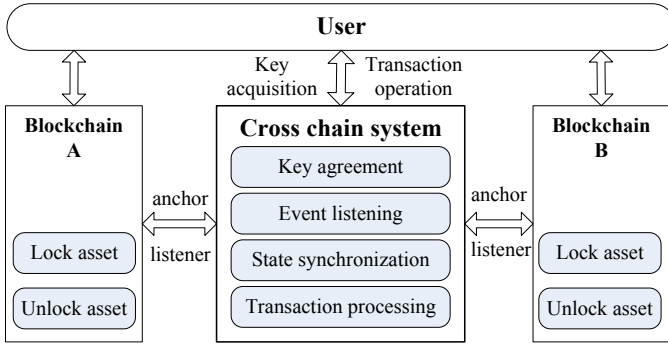 User
Key acquisition
Transaction operation
Blockchain A
Lock asset
Unlock asset
anchor
listener
Cross chain system
Key agreement
Event listening
State synchronization
Transaction processing
anchor
listener
Blockchain B
Lock asset
Unlock asset